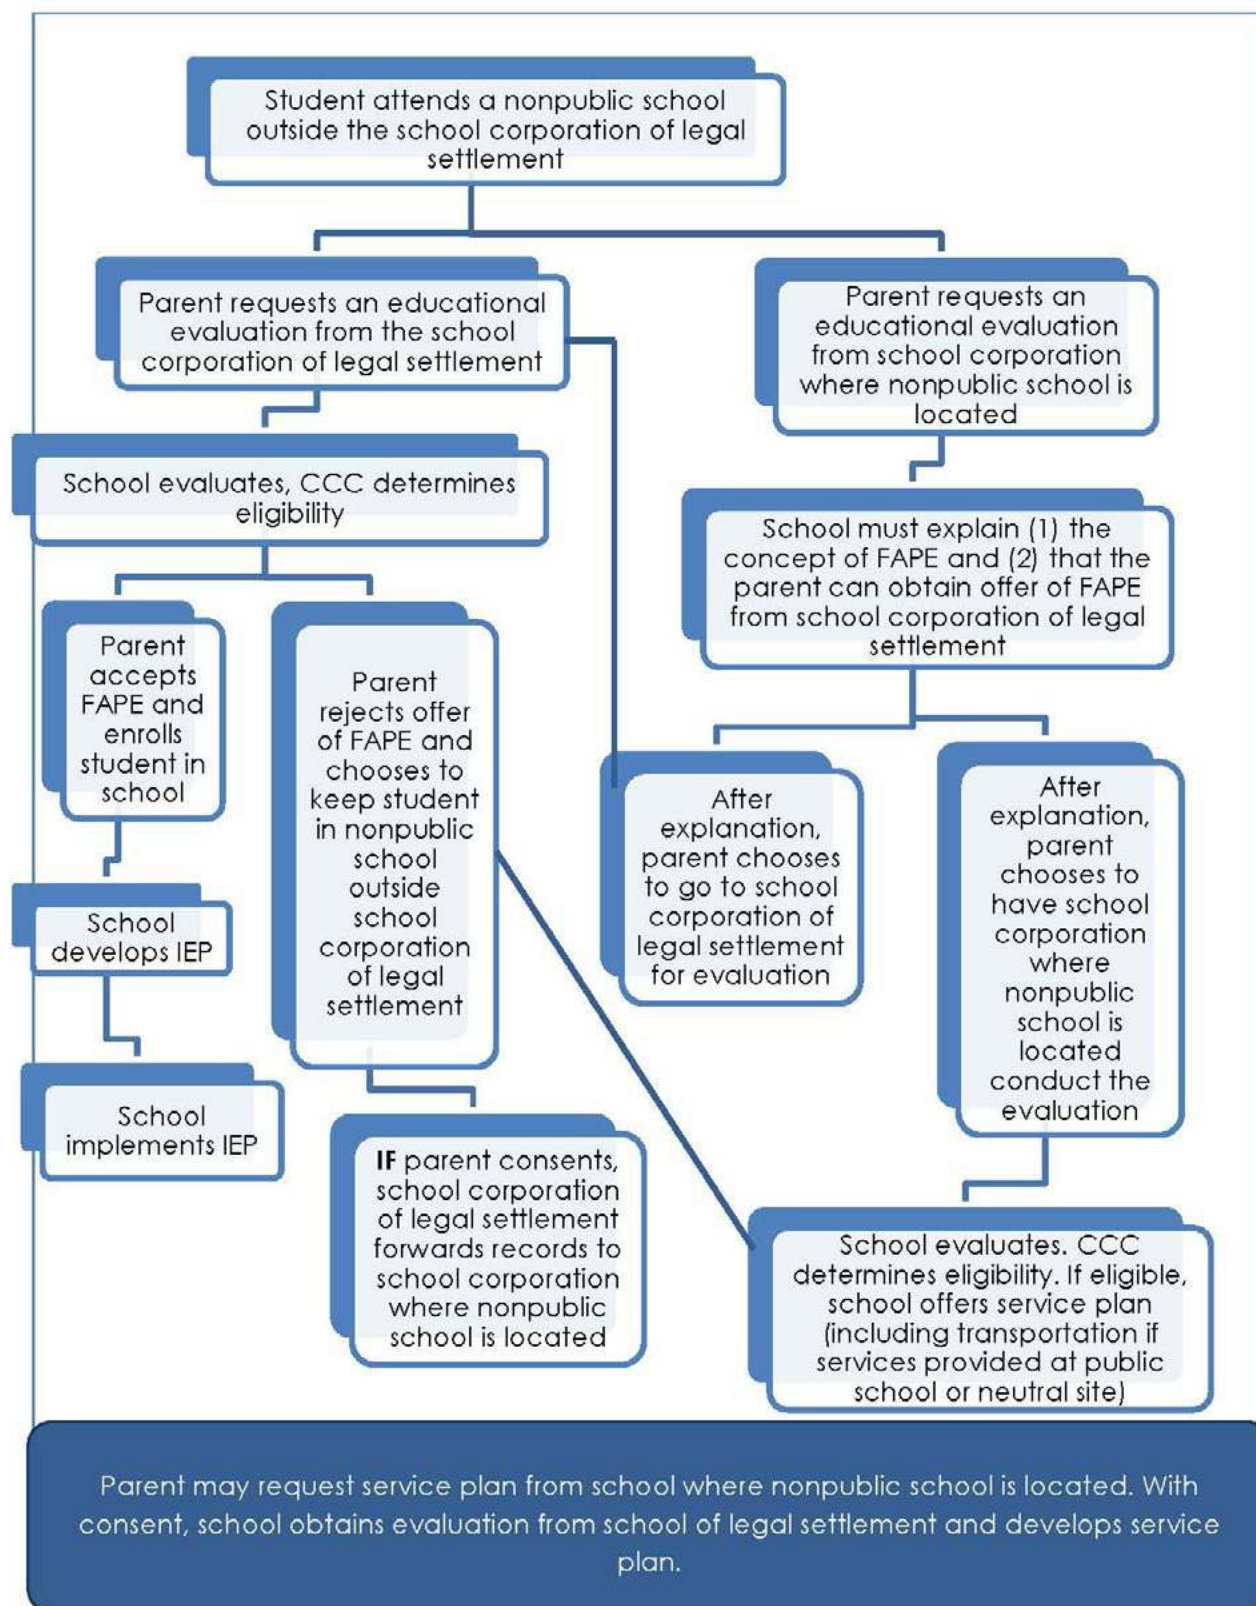 Student attends a nonpublic school
outside the school corporation of legal
settlement
Parent requests an educational
evaluation from the school
corporation of legal settlement
Parent requests an
educational evaluation
from school corporation
where nonpublic school is
located
School evaluates, CCC determines
eligibility
School must explain (1) the
concept of FAPE and (2) that the
parent can obtain offer of FAPE
from school corporation of legal
settlement
Parent
accepts
FAPE and
enrolls
student in
school
Parent
rejects offer
of FAPE and
chooses to
keep student
in nonpublic
school
outside
school
corporation
of legal
settlement
After
explanation,
parent chooses
to go to school
corporation of
legal settlement
for evaluation
After
explanation,
parent
chooses to
have school
corporation
where
nonpublic
school is
located
conduct the
evaluation
School
develops IEP
School
implements IEP
IF parent consents,
school corporation
of legal settlement
forwards records to
school corporation
where nonpublic
school is located
School evaluates. CCC
determines eligibility. If eligible,
school offers service plan
(including transportation if
services provided at public
school or neutral site)
Parent may request service plan from school where nonpublic school is located. With
consent, school obtains evaluation from school of legal settlement and develops service
plan.